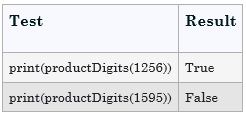 Test Result
print(productDigits(1256)) True
print(productDigits(1595)) False